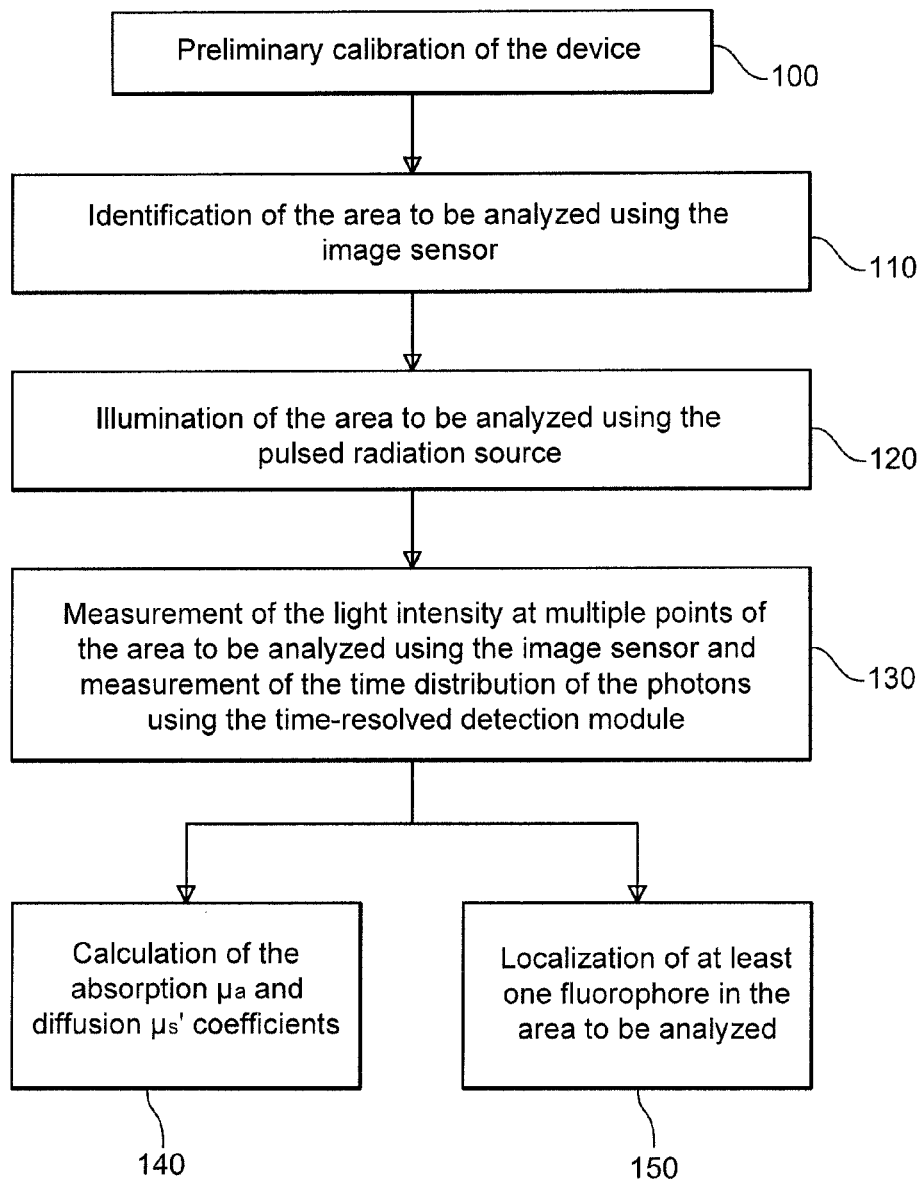 Preliminary calibration of the device
100
Identification of the area to be analyzed using the
image sensor
110
Illumination of the area to be analyzed using the
pulsed radiation source
120
Measurement of the light intensity at multiple points
of the area to be analyzed using the image sensor and
measurement of the time distribution of the photons
using the time-resolved detection module
130
Calculation of the
absorption μa and
diffusion μs' coefficients
140
Localization of at least
one fluorophore in the
area to be analyzed
150